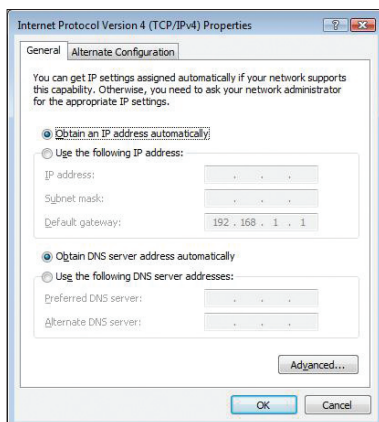 Internet Protocol Version 4 (TCP/IPv4) Properties
General
Alternate Configuration
You can get IP settings assigned automatically if your network supports
this capability. Otherwise, you need to ask your network administrator
for the appropriate IP settings.
Obtain an IP address automatically
Use the following IP address:
IP address:
Subnet mask:
Default gateway: 192 . 168 . 1 . 1
Obtain DNS server address automatically
Use the following DNS server addresses:
Preferred DNS server:
Alternate DNS server:
Advanced...
OK Cancel